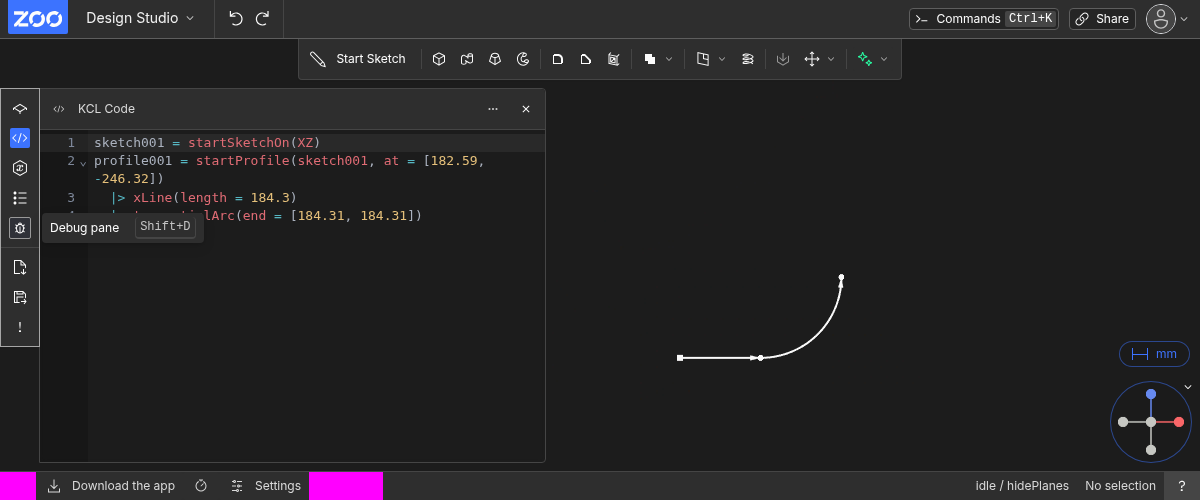 ZOO Design Studio Commands Ctrl+K Share
Start Sketch
</> KCL Code ...
1 sketch001 = startSketchOn(XZ)
2 profile001 = startProfile(sketch001, at = [182.59,
-246.32])
3 |> xLine(length = 184.3)
ialArc(end = [184.31, 184.31])
Debug pane Shift+D
mm
Download the app Settings idle / hidePlanes No selection ?